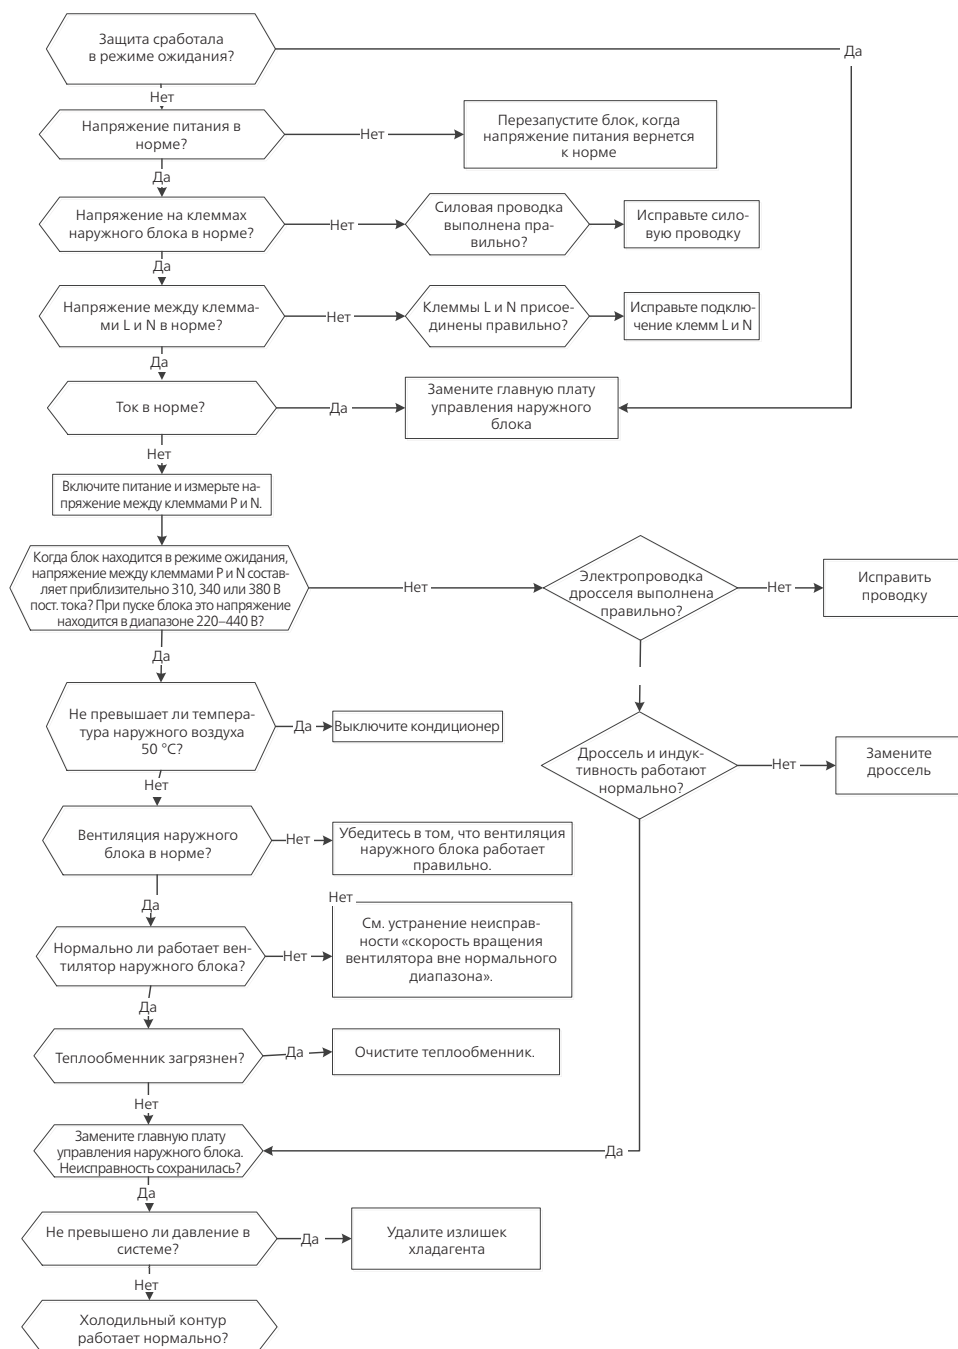 Защита сработала
в режиме ожидания?
Да
Нет
Напряжение питания в
норме?
Нет
Перезапустите блок, когда
напряжение питания вернется
к норме
Да
Напряжение на клеммах
наружного блока в норме?
Нет
Силовая проводка
выполнена пра-
вильно?
Исправьте сило-
вую проводку
Да
Напряжение между клемма-
ми L и N в норме?
Нет
Клеммы L и N присое-
динены правильно?
Исправьте подклю-
чение клемм L и N
Да
Ток в норме?
Да
Замените главную плату
управления наружного
блока
Нет
Включите питание и измерьте на-
пряжение между клеммами P и N.
Когда блок находится в режиме ожидания,
напряжение между клеммами P и N состав-
ляет приблизительно 310, 340 или 380 В
пост. тока? При пуске блока это напряжение
находится в диапазоне 220–440 В?
Нет
Электропроводка
дросселя выполнена
правильно?
Нет
Исправить
проводку
Да
Не превышает ли темпера-
тура наружного воздуха
50 °C?
Да
Выключите кондиционер
Дроссель и индук-
тивность работают
нормально?
Нет
Замените
дроссель
Нет
Вентиляция наружного
блока в норме?
Нет
Убедитесь в том, что вентиляция
наружного блока работает
правильно.
Да
Нет
Нормально ли работает вен-
тилятор наружного блока?
Нет
См. устранение неисправ-
ности «скорость вращения
вентилятора вне нормального
диапазона».
Да
Теплообменник загрязнен?
Да
Очистите теплообменник.
Нет
Замените главную плату
управления наружного блока.
Неисправность сохранилась?
Да
Да
Не превышено ли давление в
системе?
Да
Удалите излишек
хладагента
Нет
Холодильный контур
работает нормально?